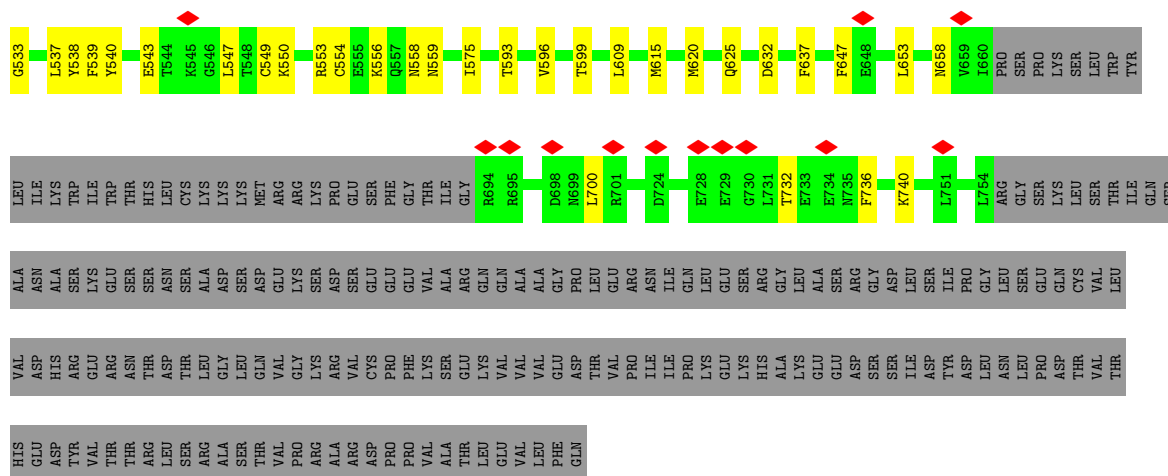 G533 L537 Y538 F539 Y540 E543 T544 K545 G546 L547 T548 C549 K550 R553 C554 E555 K556 Q557 N558 N559 I575 T593 V596 T599 L609 M615 M620 Q625 D632 F637 F647 E648 L653 N658 V659 I660 PRO SER PRO LYS SER LEU TRP TYR
LEU ILE LYS TRP ILE TRP THR HIS LEU CYS LYS LYS LYS MET ARG ARG LYS PRO GLU SER PHE GLY THR ILE GLY R694 R695 D698 N699 L700 R701 D724 E728 E729 G730 L731 T732 E733 E734 N735 F736 K740 L751 L754 ARG GLY SER LYS LEU SER THR ILE GLN SER
ALA ASN ALA SER LYS GLU SER SER ASN SER ALA ASP SER ASP GLU LYS SER ASP SER GLU GLU GLU VAL ALA ARG GLN GLN ALA ALA GLY PRO LEU GLU ARG ASN ILE GLN LEU GLU SER ARG GLY LEU ALA SER ARG GLY ASP LEU SER ILE PRO GLY LEU SER GLU GLN CYS VAL LEU
VAL ASP HIS ARG GLU ARG ASN THR ASP THR LEU GLY LEU GLN VAL GLY LYS ARG VAL CYS PRO PHE LYS SER GLU LYS VAL VAL VAL GLU ASP THR VAL PRO ILE ILE PRO LYS GLU LYS HIS ALA LYS GLU GLU ASP SER SER ILE ASP TYR ASP LEU ASN LEU PRO ASP THR VAL THR
HIS GLU ASP TYR VAL THR THR ARG LEU SER ARG ALA SER THR VAL PRO ARG ALA ARG ASP PRO PRO VAL ALA THR LEU GLU VAL LEU PHE GLN